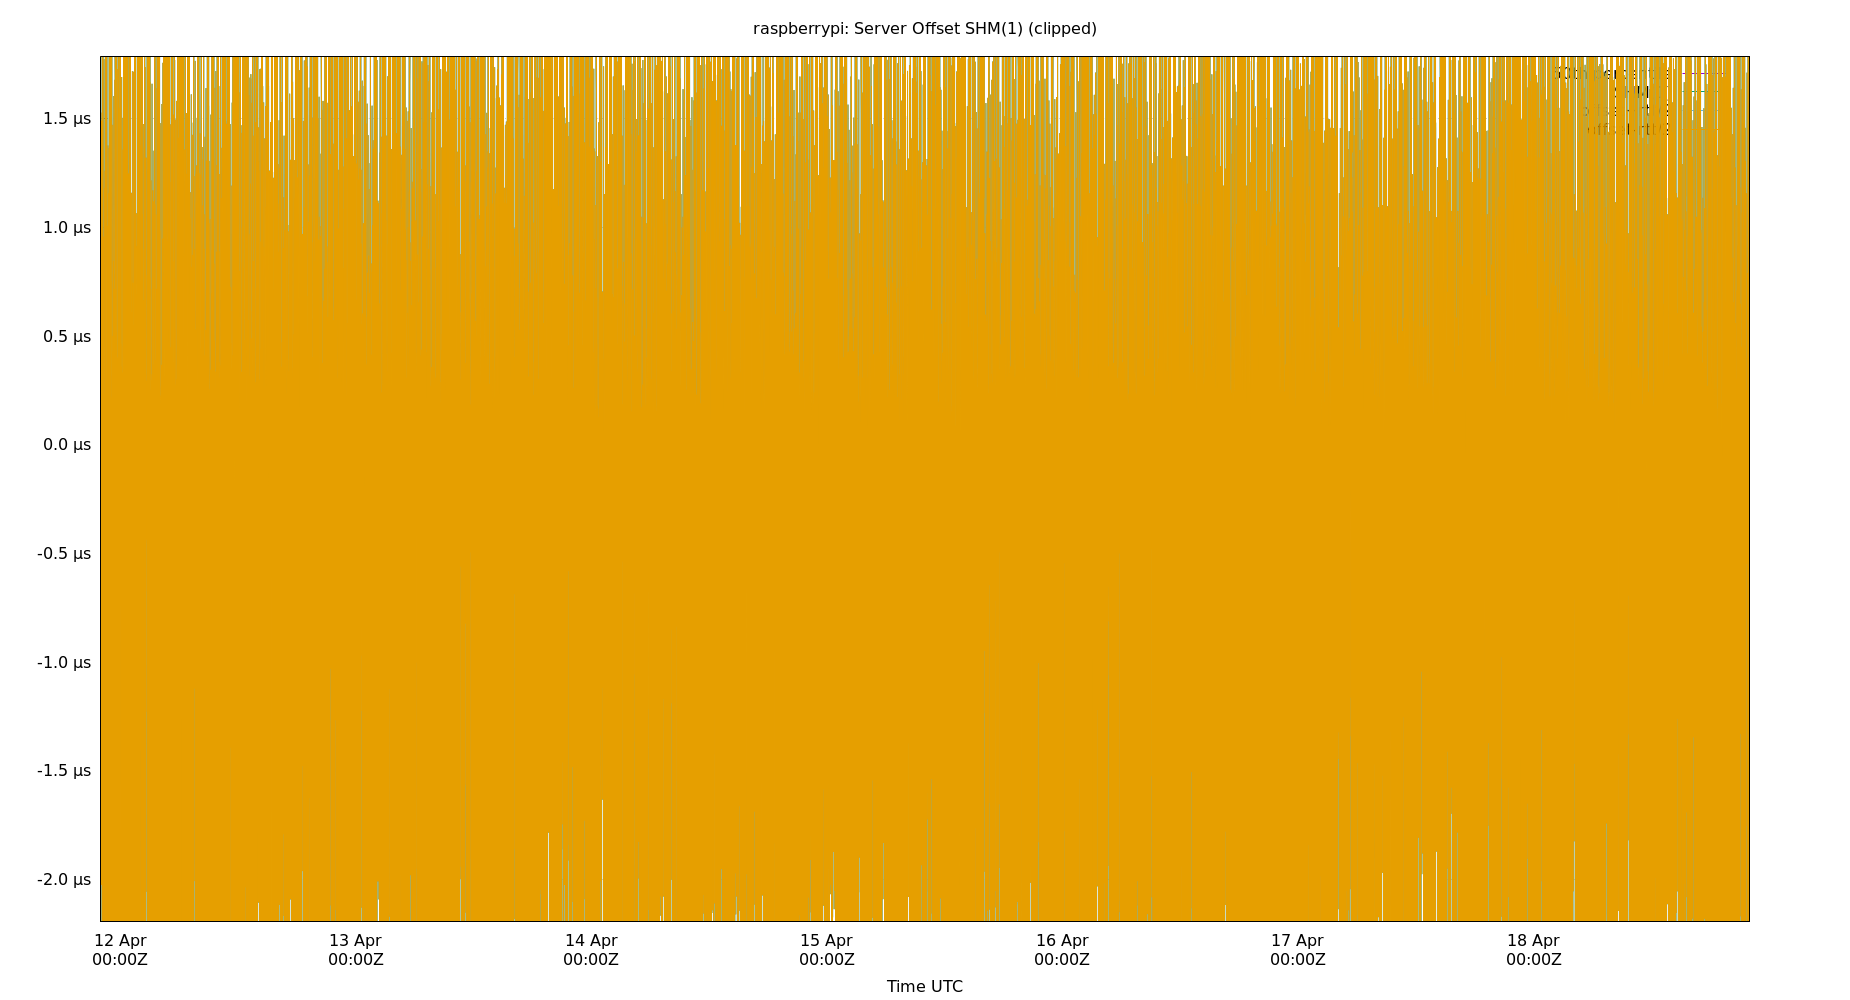 raspberrypi: Server Offset SHM(1) (clipped)
1.5 µs
1.0 µs
0.5 µs
0.0 µs
-0.5 µs
-1.0 µs
-1.5 µs
-2.0 µs
12 Apr 13 Apr 14 Apr 15 Apr 16 Apr 17 Apr 18 Apr
00:00Z 00:00Z 00:00Z 00:00Z 00:00Z 00:00Z 00:00Z
Time UTC